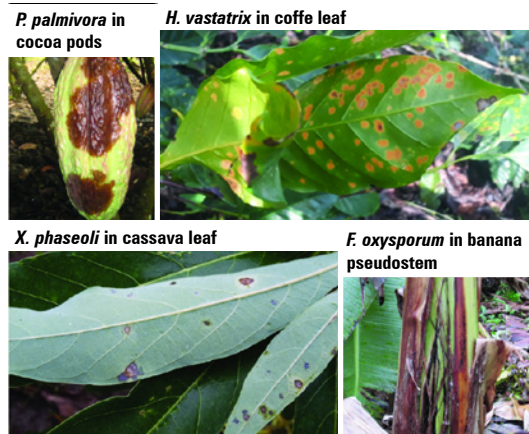 P. palmivora in
cocoa pods
H. vastatrix in coffe leaf
X. phaseoli in cassava leaf
F. oxysporum in banana
pseudostem